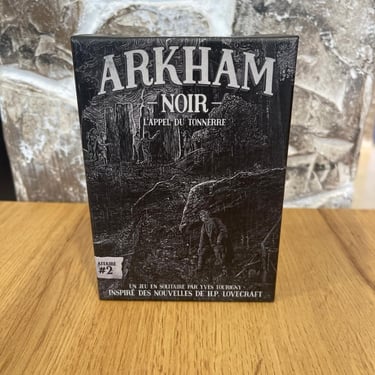 ARKHAM
- NOIR -
L'APPEL DU TONNERRE
AFFAIRE
#2
UN JEU EN SOLITAIRE PAR YVES TOURIGNY
INSPIRÉ DES NOUVELLES DE H.P. LOVECRAFT